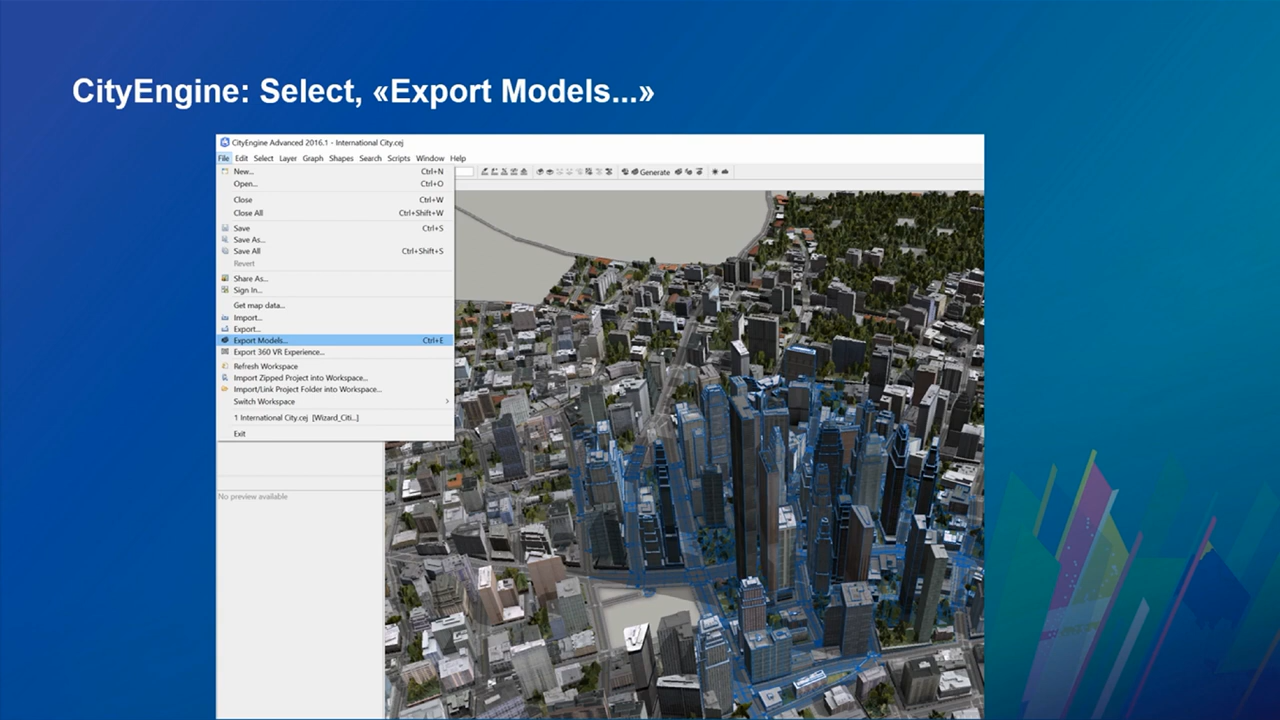 CityEngine: Select, «Export Models...»
CityEngine Advanced 2016.1 - International City.cej
File Edit Select Layer Graph Shapes Search Scripts Window Help
New... Ctrl+N
Generate
Open... Ctrl+O
Close Ctrl+W
Close All Ctrl+Shift+W
Save Ctrl+S
Save As...
Save All Ctrl+Shift+S
Revert
Share As...
Sign In...
Get map data...
Import...
Export...
Export Models... Ctrl+E
Export 360 VR Experience...
Refresh Workspace
Import Zipped Project into Workspace...
Import/Link Project Folder into Workspace...
Switch Workspace
1 International City.cej [Wizard_Citi...]
Exit
No preview available